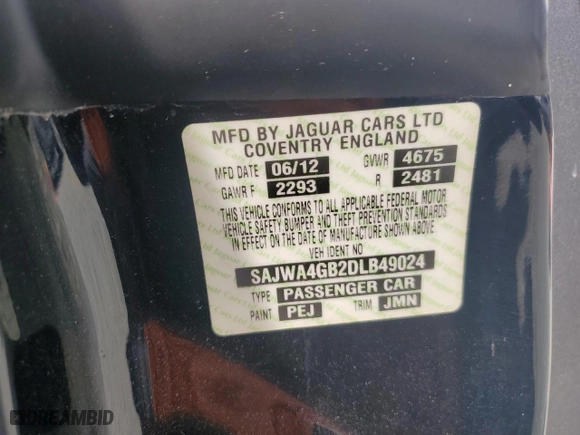 MFD BY JAGUAR CARS LTD
COVENTRY ENGLAND
MFD DATE 06/12 GVWR 4675
GAWR F 2293 R 2481
THIS VEHICLE CONFORMS TO ALL APPLICABLE FEDERAL MOTOR
VEHICLE SAFETY BUMPER AND THEFT PREVENTION STANDARDS
IN EFFECT ON THE DATE OF MANUFACTURE SHOWN ABOVE.
VEH IDENT NO
SAJWA4GB2DLB49024
TYPE PASSENGER CAR
PAINT PEJ TRIM JMN
DREAMBID